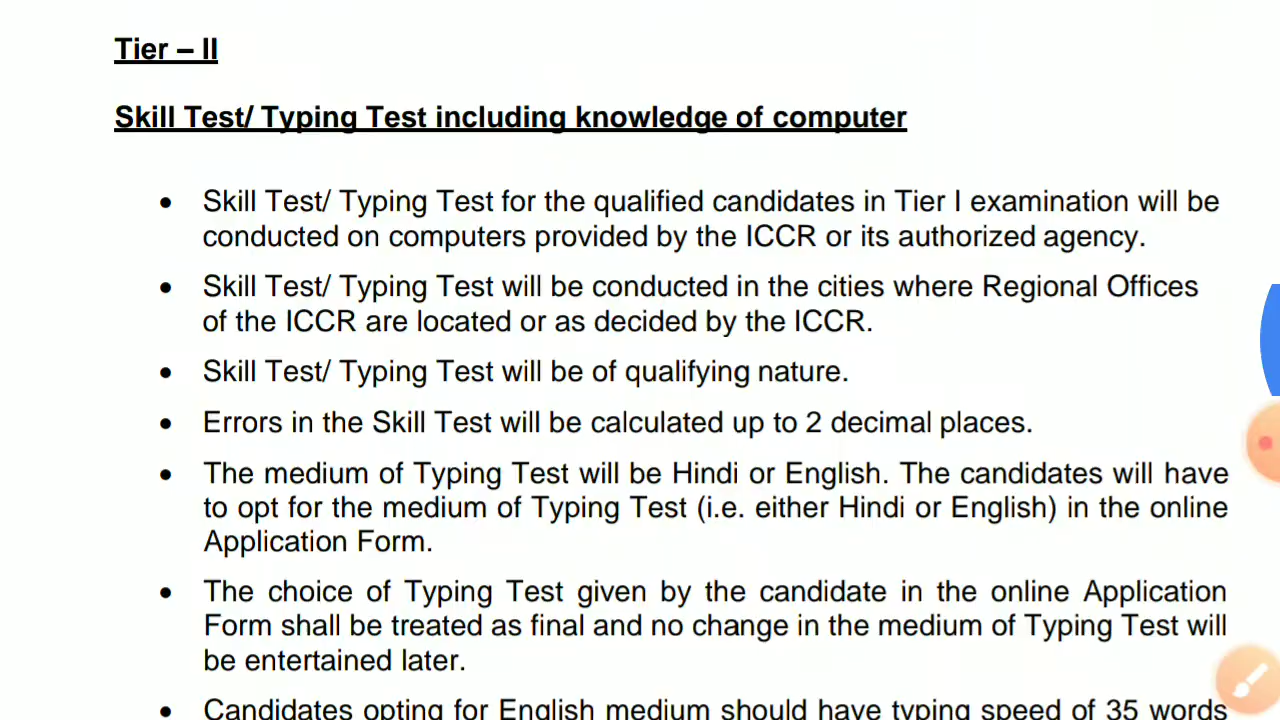 Tier – II
Skill Test/ Typing Test including knowledge of computer
• Skill Test/ Typing Test for the qualified candidates in Tier I examination will be
conducted on computers provided by the ICCR or its authorized agency.
• Skill Test/ Typing Test will be conducted in the cities where Regional Offices
of the ICCR are located or as decided by the ICCR.
• Skill Test/ Typing Test will be of qualifying nature.
• Errors in the Skill Test will be calculated up to 2 decimal places.
• The medium of Typing Test will be Hindi or English. The candidates will have
to opt for the medium of Typing Test (i.e. either Hindi or English) in the online
Application Form.
• The choice of Typing Test given by the candidate in the online Application
Form shall be treated as final and no change in the medium of Typing Test will
be entertained later.
• Candidates opting for English medium should have typing speed of 35 words